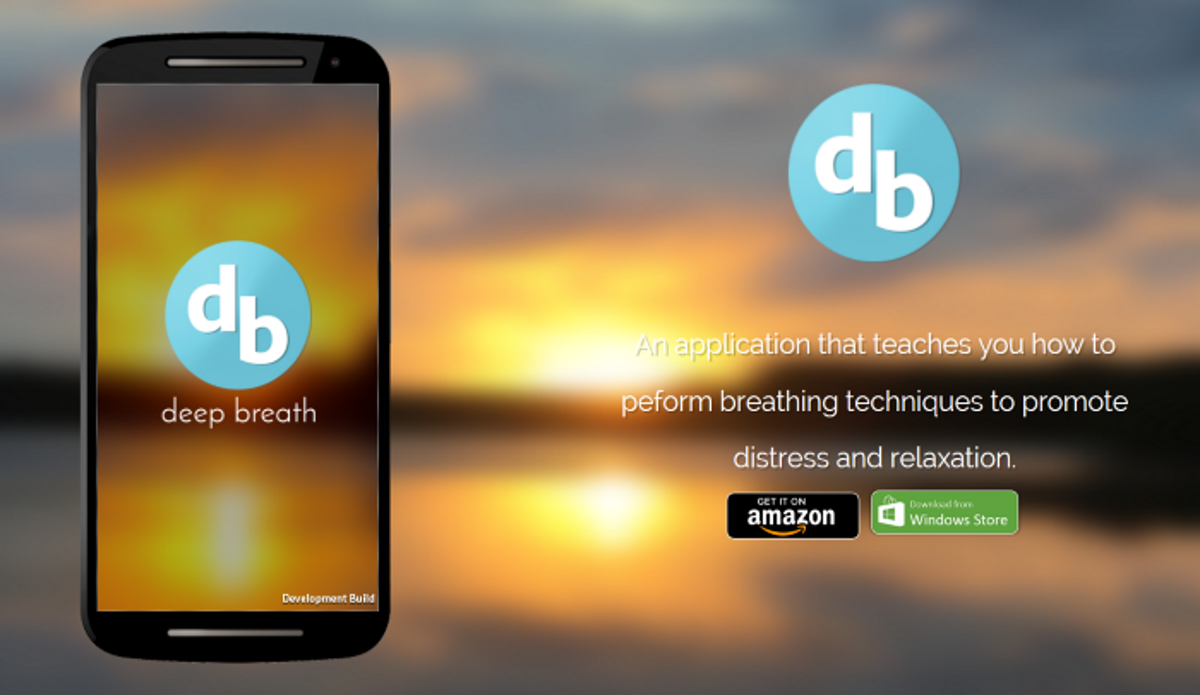 db
deep breath
Development Build
db
An application that teaches you how to
peform breathing techniques to promote
distress and relaxation.
GET IT ON
amazon
Download from
Windows Store